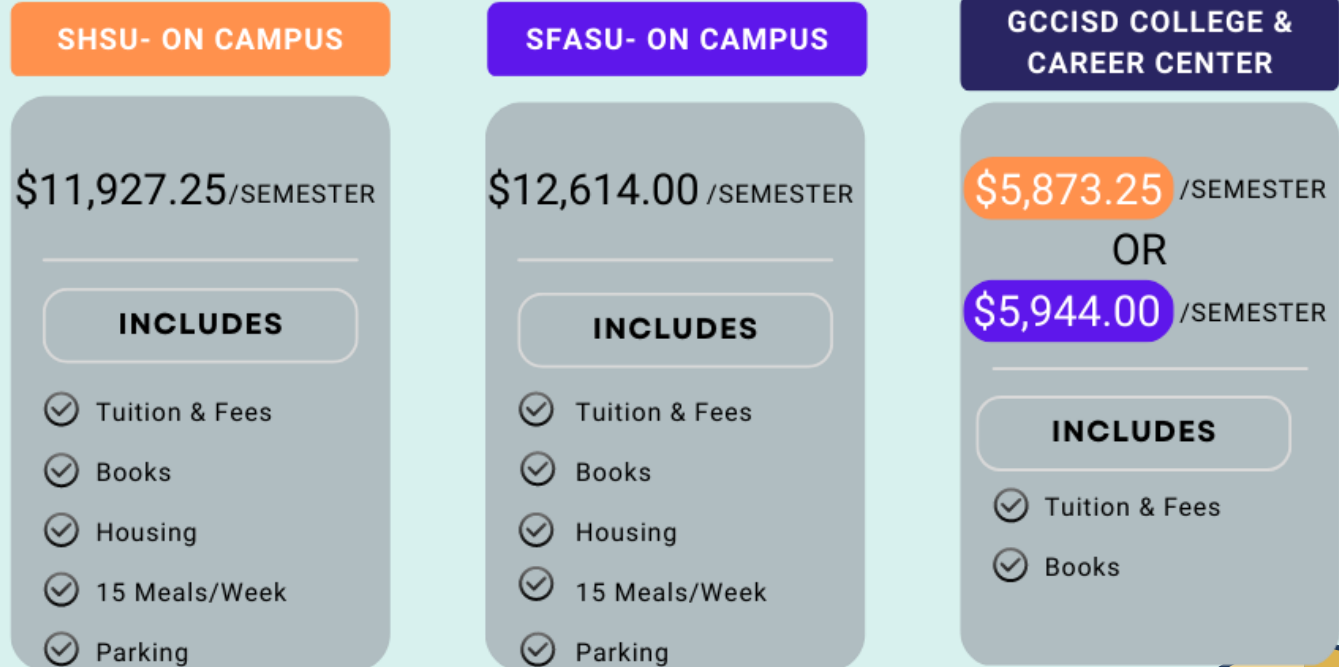 SHSU- ON CAMPUS
$11,927.25/SEMESTER
INCLUDES
Tuition & Fees
Books
Housing
15 Meals/Week
Parking
SFASU- ON CAMPUS
$12,614.00 /SEMESTER
INCLUDES
Tuition & Fees
Books
Housing
15 Meals/Week
Parking
GCCISD COLLEGE &
CAREER CENTER
$5,873.25 /SEMESTER
OR
$5,944.00 /SEMESTER
INCLUDES
Tuition & Fees
Books